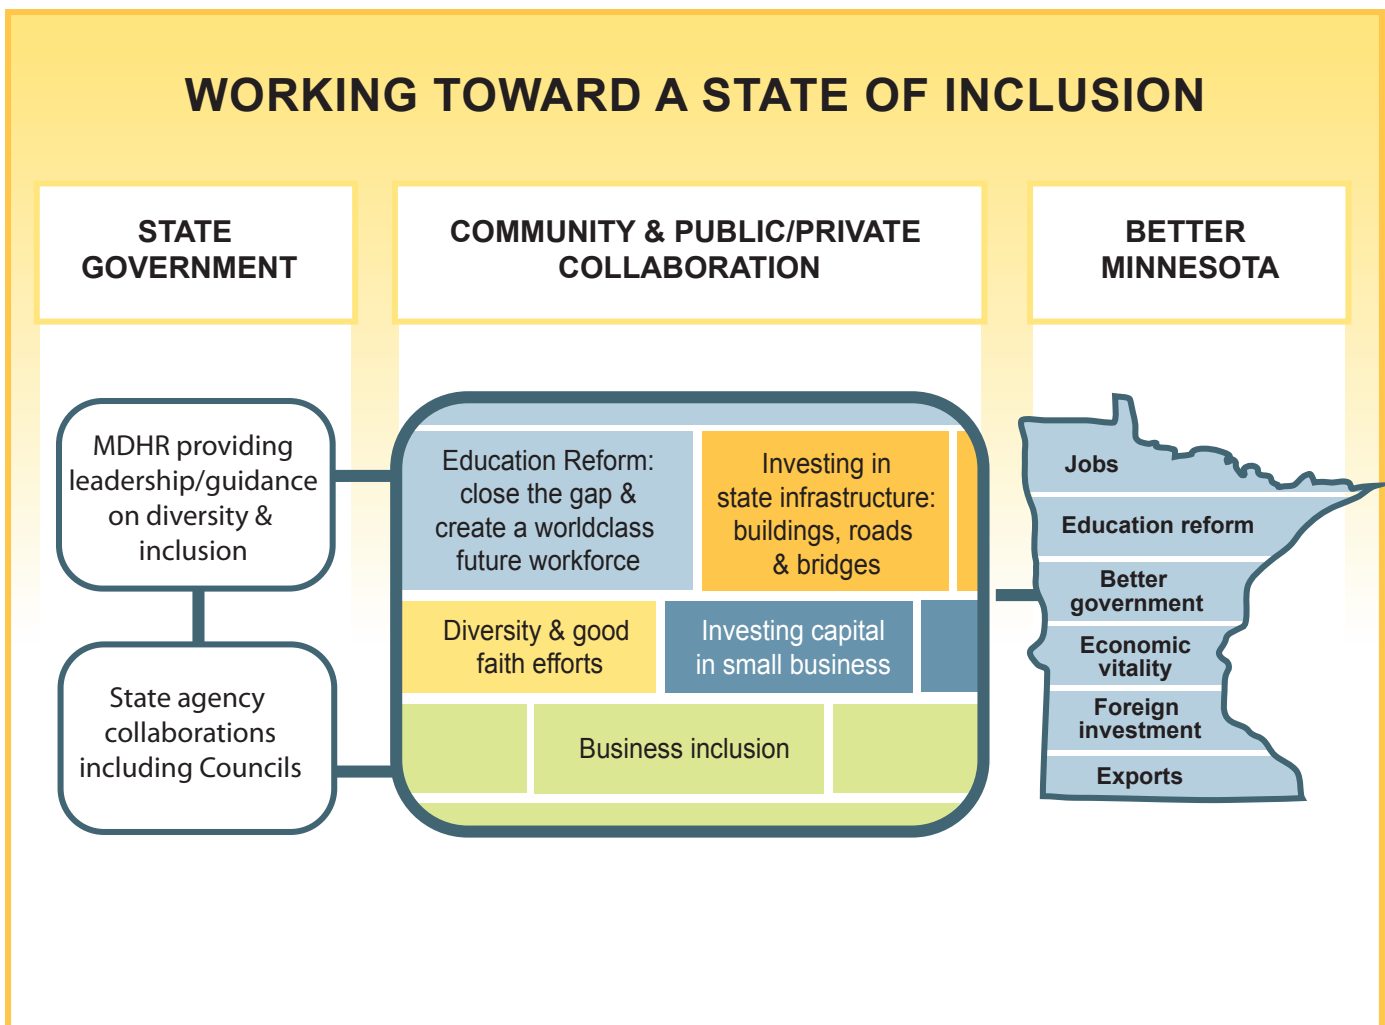 WORKING TOWARD A STATE OF INCLUSION
STATE
GOVERNMENT
COMMUNITY & PUBLIC/PRIVATE
COLLABORATION
BETTER
MINNESOTA
MDHR providing
leadership/guidance
on diversity &
inclusion
State agency
collaborations
including Councils
Education Reform:
close the gap &
create a worldclass
future workforce
Investing in
state infrastructure:
buildings, roads
& bridges
Diversity & good
faith efforts
Investing capital
in small business
Business inclusion
Jobs
Education reform
Better
government
Economic
vitality
Foreign
investment
Exports